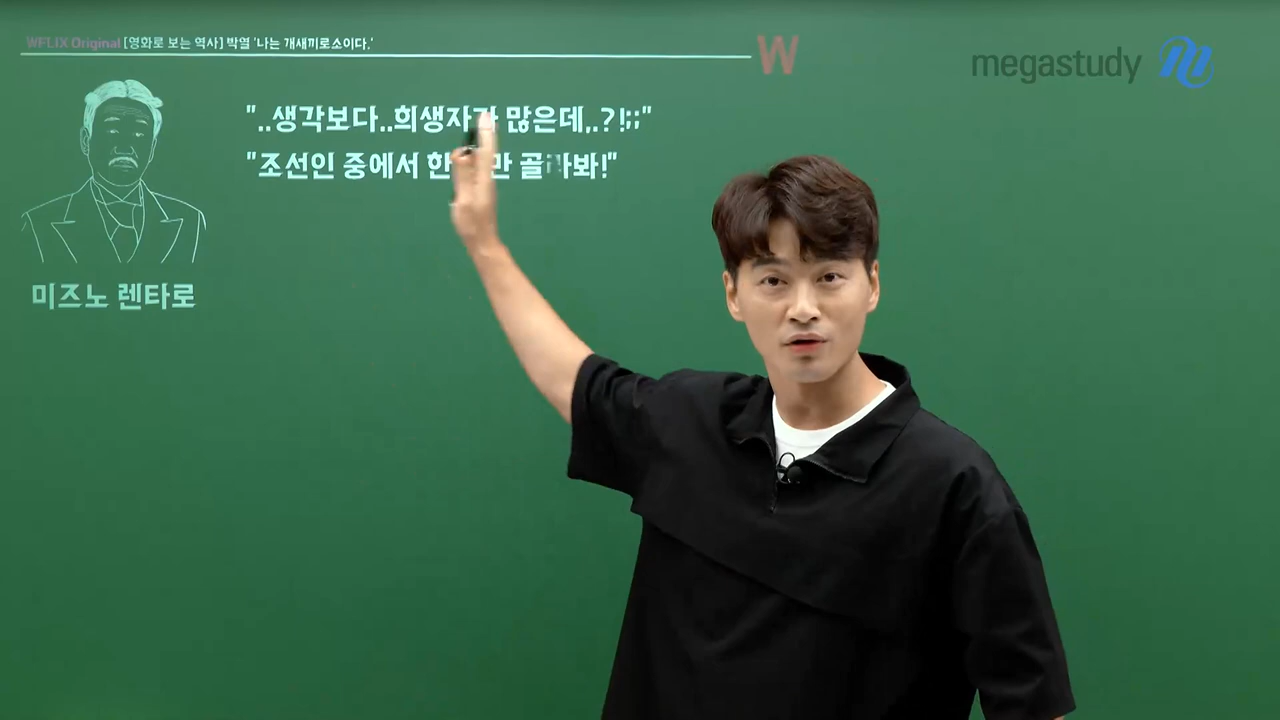 WFLIX Original [영화로 보는 역사] 박열 '나는 개새끼로소이다.'
W
megastudy
"..생각보다..희생자가 많은데,..?!;;"
"조선인 중에서 한 만 골라봐!"
미즈노 렌타로